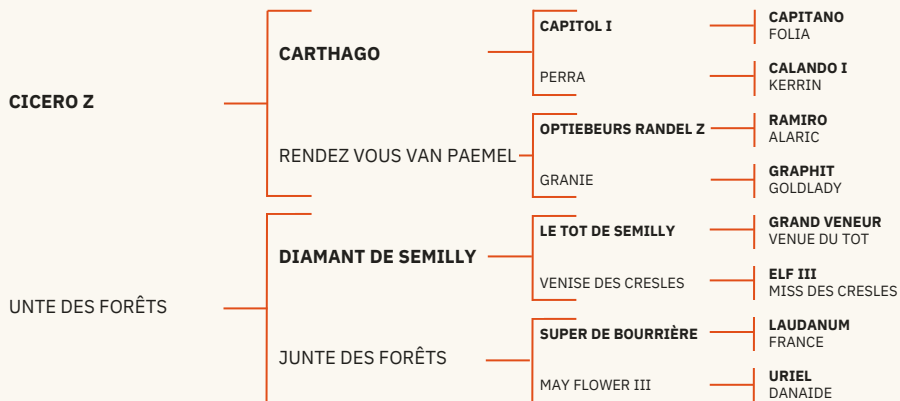 CICERO Z
CARTHAGO
CAPITOL I
CAPITANO
FOLIA
PERRA
CALANDO I
KERRIN
RENDEZ VOUS VAN PAEMEL
OPTIEBEURS RANDEL Z
RAMIRO
ALARIC
GRANIE
GRAPHIT
GOLDLADY
UNTE DES FORÊTS
DIAMANT DE SEMILLY
LE TOT DE SEMILLY
GRAND VENEUR
VENUE DU TOT
VENISE DES CRESLES
ELF III
MISS DES CRESLES
JUNTE DES FORÊTS
SUPER DE BOURRIÈRE
LAUDANUM
FRANCE
MAY FLOWER III
URIEL
DANAIDE